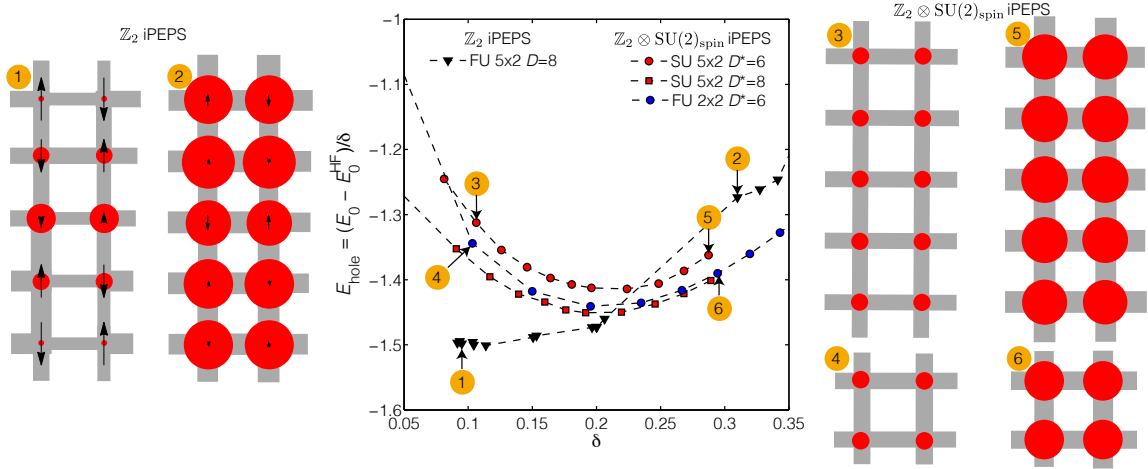 ℤ₂ iPEPS
1
2
ℤ₂ iPEPS
FU 5x2 D=8
ℤ₂ ⊗ SU(2)spin iPEPS
SU 5x2 D*=6
SU 5x2 D*=8
FU 2x2 D*=6
E_hole = (E₀ − E₀^HF)/δ
−1
−1.1
−1.2
−1.3
−1.4
−1.5
−1.6
0.05
0.1
0.15
0.2
0.25
0.3
0.35
δ
1
2
3
4
5
6
ℤ₂ ⊗ SU(2)spin iPEPS
3
5
4
6